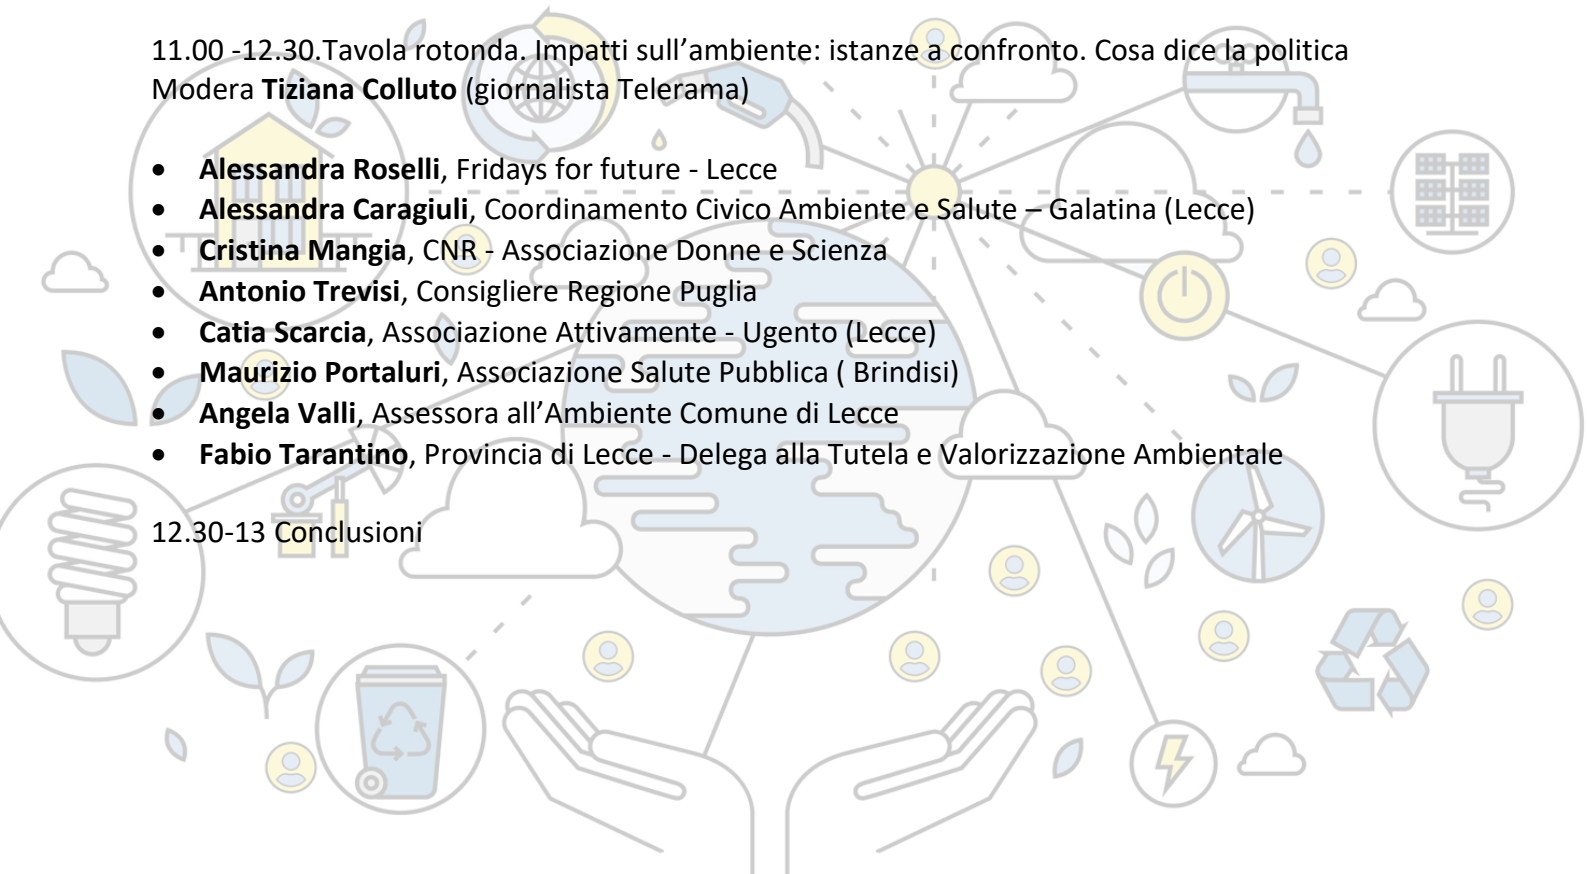 11.00 -12.30.Tavola rotonda. Impatti sull’ambiente: istanze a confronto. Cosa dice la politica
Modera Tiziana Colluto (giornalista Telerama)
• Alessandra Roselli, Fridays for future - Lecce
• Alessandra Caragiuli, Coordinamento Civico Ambiente e Salute – Galatina (Lecce)
• Cristina Mangia, CNR - Associazione Donne e Scienza
• Antonio Trevisi, Consigliere Regione Puglia
• Catia Scarcia, Associazione Attivamente - Ugento (Lecce)
• Maurizio Portaluri, Associazione Salute Pubblica ( Brindisi)
• Angela Valli, Assessora all’Ambiente Comune di Lecce
• Fabio Tarantino, Provincia di Lecce - Delega alla Tutela e Valorizzazione Ambientale
12.30-13 Conclusioni